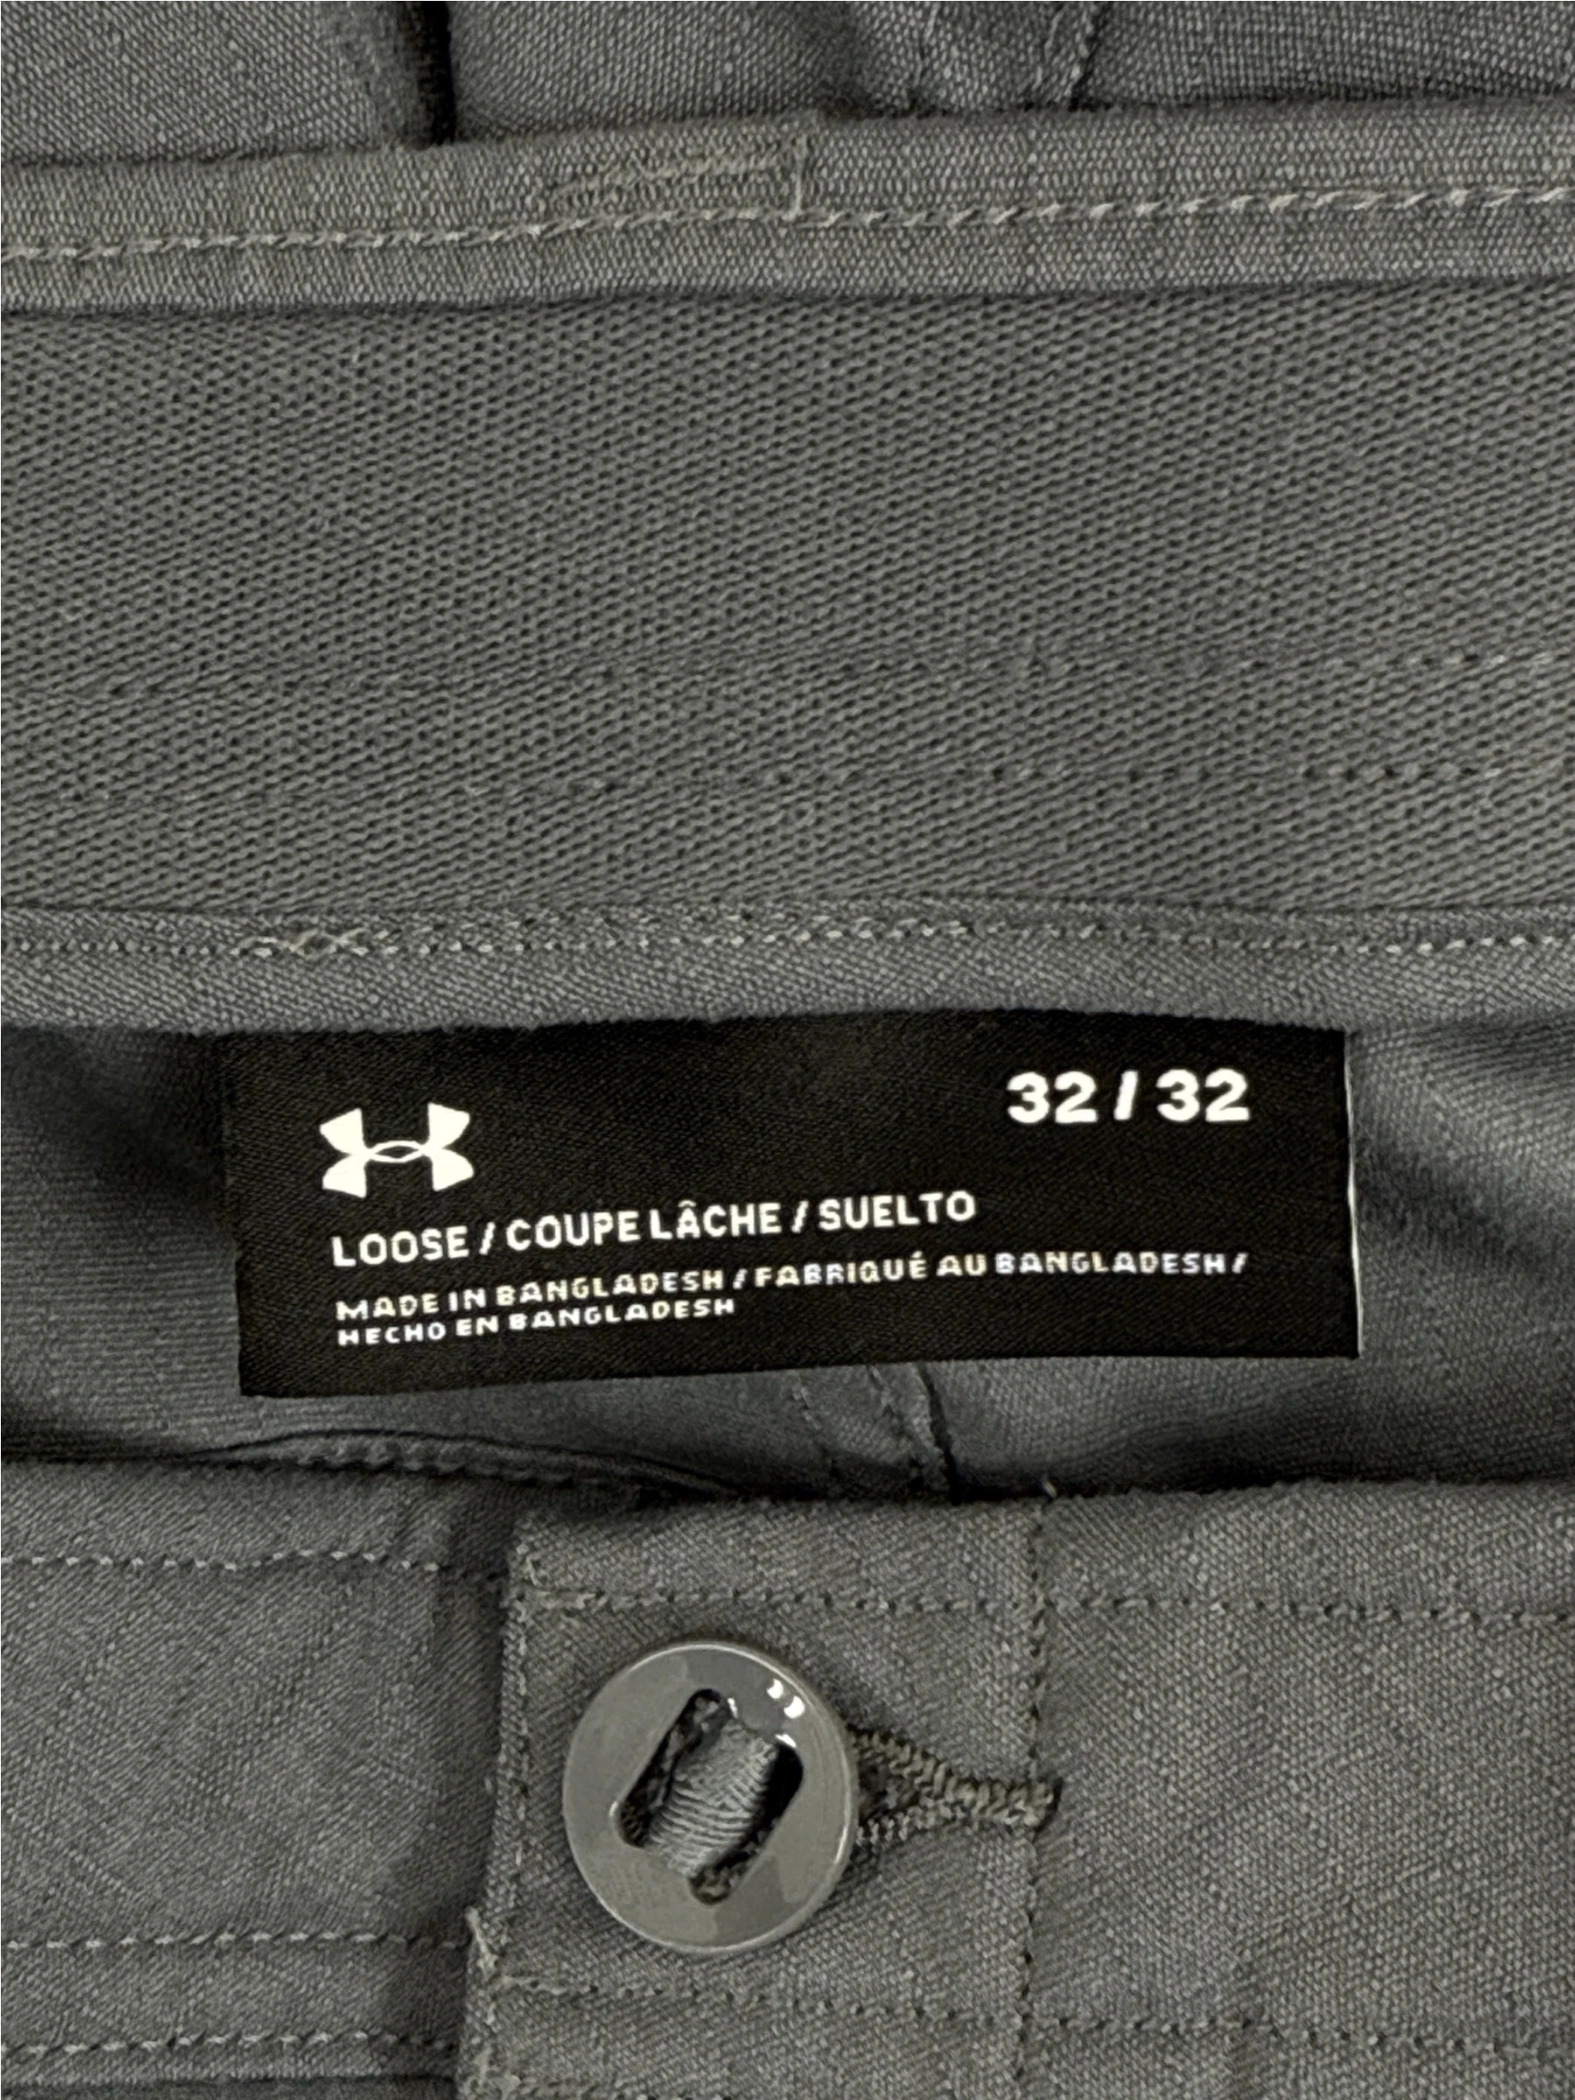 32 / 32
LOOSE / COUPE LÂCHE / SUELTO
MADE IN BANGLADESH / FABRIQUÉ AU BANGLADESH /
HECHO EN BANGLADESH